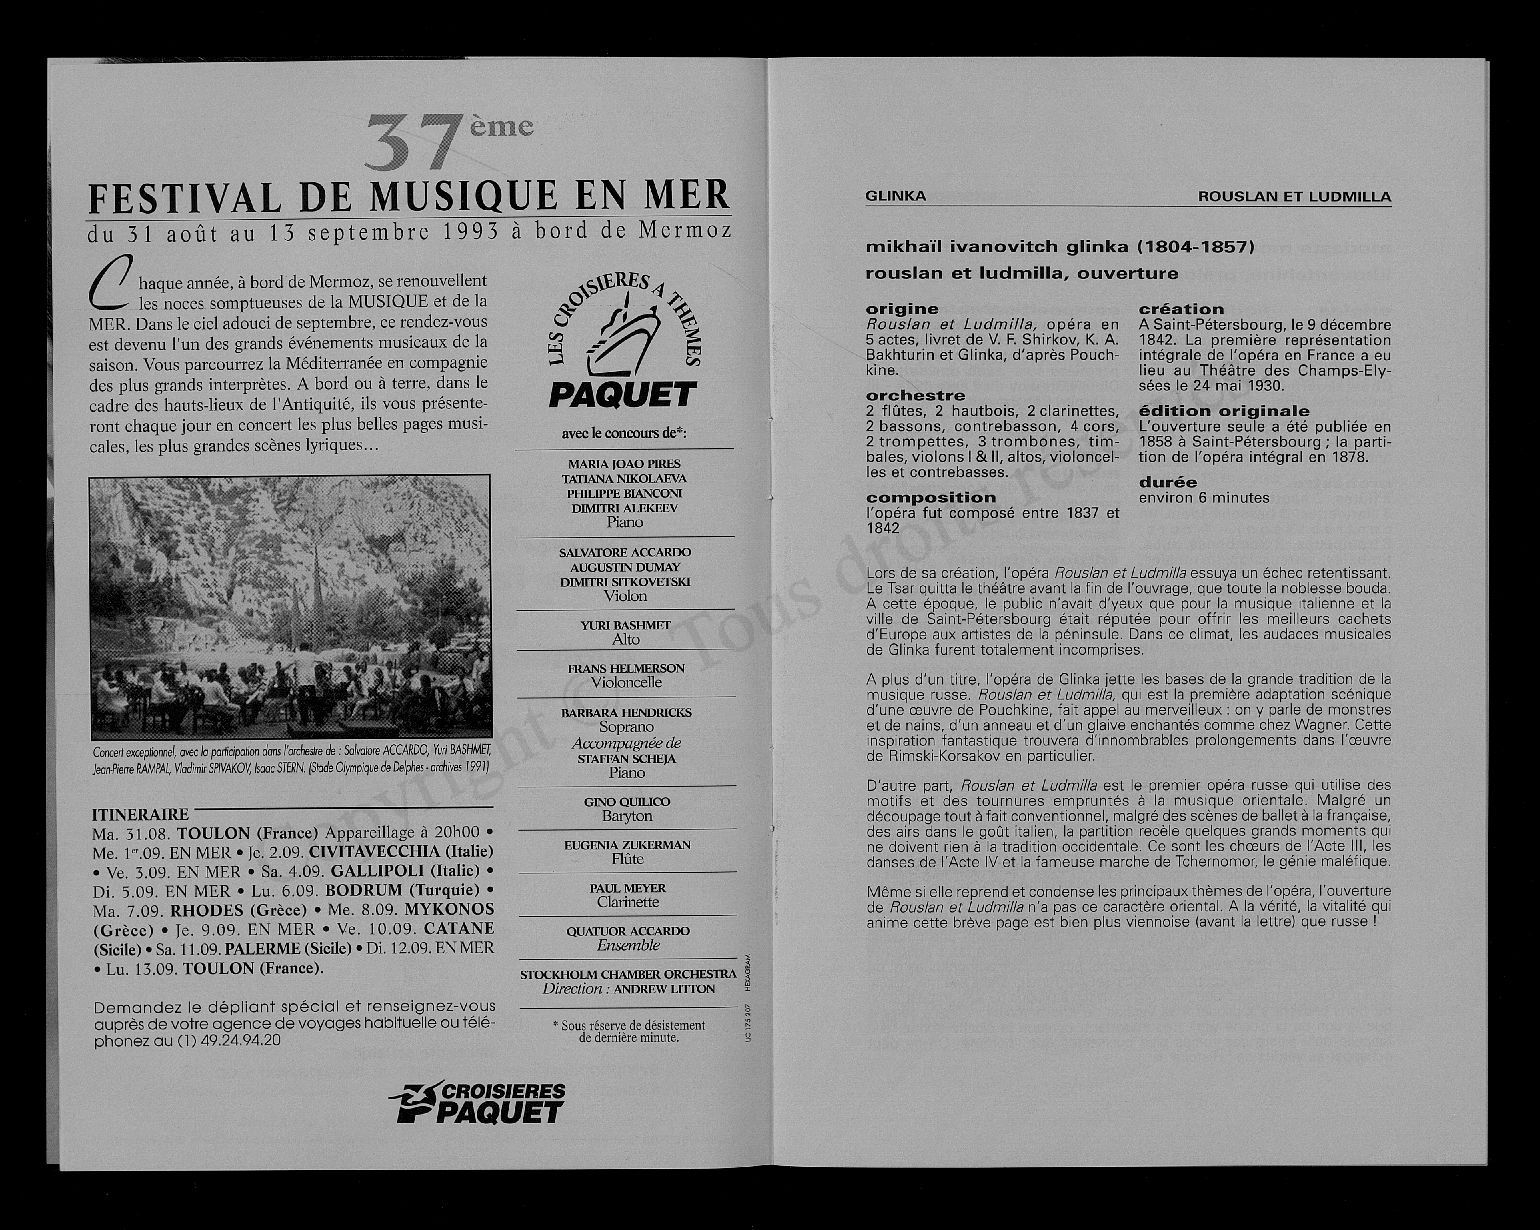 37ème
FESTIVAL DE MUSIQUE EN MER
du 31 août au 13 septembre 1993 à bord de Mermoz
Chaque année, à bord de Mermoz, se renouvellent
les noces somptueuses de la MUSIQUE et de la
MER. Dans le ciel adouci de septembre, ce rendez-vous
est devenu l'un des grands événements musicaux de la
saison. Vous parcourrez la Méditerranée en compagnie
des plus grands interprètes. A bord ou à terre, dans le
cadre des hauts-lieux de l'Antiquité, ils vous présente-
ront chaque jour en concert les plus belles pages musi-
cales, les plus grandes scènes lyriques...
Concert exceptionnel, avec la participation dans l'orchestre de : Salvatore ACCARDO, Yuri BASHMET,
Jean-Pierre RAMPAL, Vladimir SPIVAKOV, Isaac STERN. (Stade Olympique de Delphes - archives 1991)
ITINERAIRE
Ma. 31.08. TOULON (France) Appareillage à 20h00 •
Me. 1er.09. EN MER • Je. 2.09. CIVITAVECCHIA (Italie)
• Ve. 3.09. EN MER • Sa. 4.09. GALLIPOLI (Italie) •
Di. 5.09. EN MER • Lu. 6.09. BODRUM (Turquie) •
Ma. 7.09. RHODES (Grèce) • Me. 8.09. MYKONOS
(Grèce) • Je. 9.09. EN MER • Ve. 10.09. CATANE
(Sicile) • Sa. 11.09. PALERME (Sicile) • Di. 12.09. EN MER
• Lu. 13.09. TOULON (France).
Demandez le dépliant spécial et renseignez-vous
auprès de votre agence de voyages habituelle ou télé-
phonez au (1) 49.24.94.20
LES CROISIERES A THEMES
PAQUET
avec le concours de*:
MARIA JOAO PIRES
TATIANA NIKOLAEVA
PHILIPPE BIANCONI
DIMITRI ALEKEEV
Piano
SALVATORE ACCARDO
AUGUSTIN DUMAY
DIMITRI SITKOVETSKI
Violon
YURI BASHMET
Alto
FRANS HELMERSON
Violoncelle
BARBARA HENDRICKS
Soprano
Accompagnée de
STAFFAN SCHEJA
Piano
GINO QUILICO
Baryton
EUGENIA ZUKERMAN
Flûte
PAUL MEYER
Clarinette
QUATUOR ACCARDO
Ensemble
STOCKHOLM CHAMBER ORCHESTRA
Direction : ANDREW LITTON
* Sous réserve de désistement
de dernière minute.
LIC 175 207 HEXAGRAM
CROISIERES
PAQUET
GLINKA ROUSLAN ET LUDMILLA
mikhaïl ivanovitch glinka (1804-1857)
rouslan et ludmilla, ouverture
origine
Rouslan et Ludmilla, opéra en
5 actes, livret de V. F. Shirkov, K. A.
Bakhturin et Glinka, d'après Pouch-
kine.
orchestre
2 flûtes, 2 hautbois, 2 clarinettes,
2 bassons, contrebasson, 4 cors,
2 trompettes, 3 trombones, tim-
bales, violons I & II, altos, violoncel-
les et contrebasses.
composition
l'opéra fut composé entre 1837 et
1842
création
A Saint-Pétersbourg, le 9 décembre
1842. La première représentation
intégrale de l'opéra en France a eu
lieu au Théâtre des Champs-Ely-
sées le 24 mai 1930.
édition originale
L'ouverture seule a été publiée en
1858 à Saint-Pétersbourg ; la parti-
tion de l'opéra intégral en 1878.
durée
environ 6 minutes
Lors de sa création, l'opéra Rouslan et Ludmilla essuya un échec retentissant.
Le Tsar quitta le théâtre avant la fin de l'ouvrage, que toute la noblesse bouda.
A cette époque, le public n'avait d'yeux que pour la musique italienne et la
ville de Saint-Pétersbourg était réputée pour offrir les meilleurs cachets
d'Europe aux artistes de la péninsule. Dans ce climat, les audaces musicales
de Glinka furent totalement incomprises.
A plus d'un titre, l'opéra de Glinka jette les bases de la grande tradition de la
musique russe. Rouslan et Ludmilla, qui est la première adaptation scénique
d'une œuvre de Pouchkine, fait appel au merveilleux : on y parle de monstres
et de nains, d'un anneau et d'un glaive enchantés comme chez Wagner. Cette
inspiration fantastique trouvera d'innombrables prolongements dans l'œuvre
de Rimski-Korsakov en particulier.
D'autre part, Rouslan et Ludmilla est le premier opéra russe qui utilise des
motifs et des tournures empruntés à la musique orientale. Malgré un
découpage tout à fait conventionnel, malgré des scènes de ballet à la française,
des airs dans le goût italien, la partition recèle quelques grands moments qui
ne doivent rien à la tradition occidentale. Ce sont les chœurs de l'Acte III, les
danses de l'Acte IV et la fameuse marche de Tchernomor, le génie maléfique.
Même si elle reprend et condense les principaux thèmes de l'opéra, l'ouverture
de Rouslan et Ludmilla n'a pas ce caractère oriental. A la vérité, la vitalité qui
anime cette brève page est bien plus viennoise (avant la lettre) que russe !
Copyright © Tous droits réservés